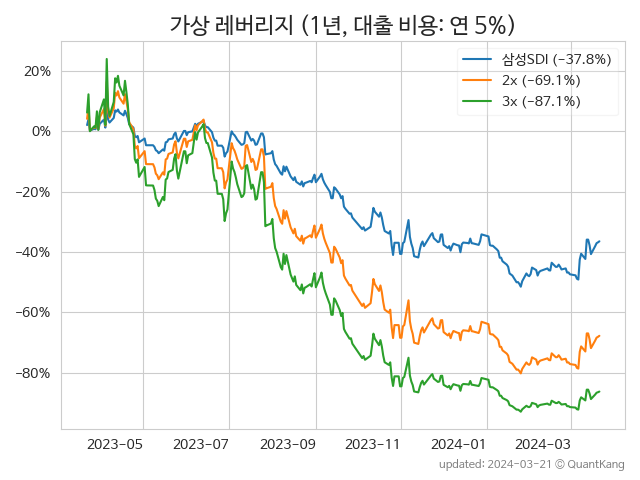 가상 레버리지 (1년, 대출 비용: 연 5%)
삼성SDI (−37.8%)
2x (−69.1%)
3x (−87.1%)
20%
0%
−20%
−40%
−60%
−80%
2023-05 2023-07 2023-09 2023-11 2024-01 2024-03
updated: 2024-03-21 © QuantKang